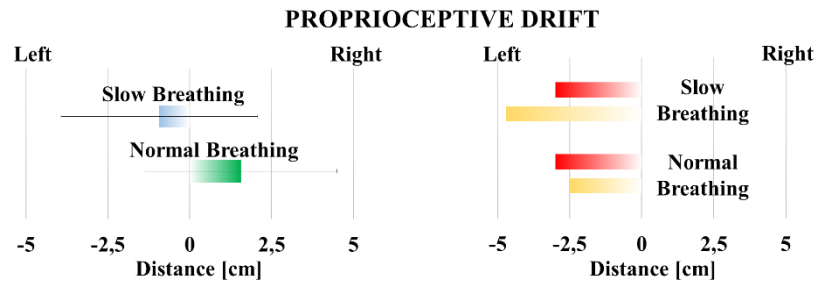 PROPRIOCEPTIVE DRIFT
Left
Right
Slow Breathing
Normal Breathing
-5
-2,5
0
2,5
5
Distance [cm]
Left
Right
Slow
Breathing
Normal
Breathing
-5
-2,5
0
2,5
5
Distance [cm]